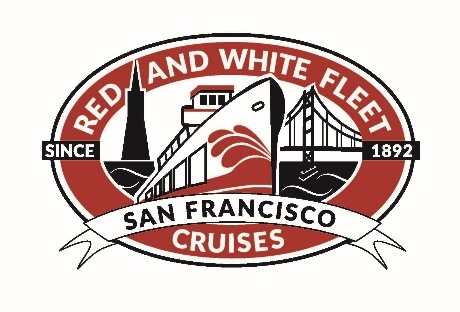 RED AND WHITE FLEET
SINCE 1892
SAN FRANCISCO
CRUISES